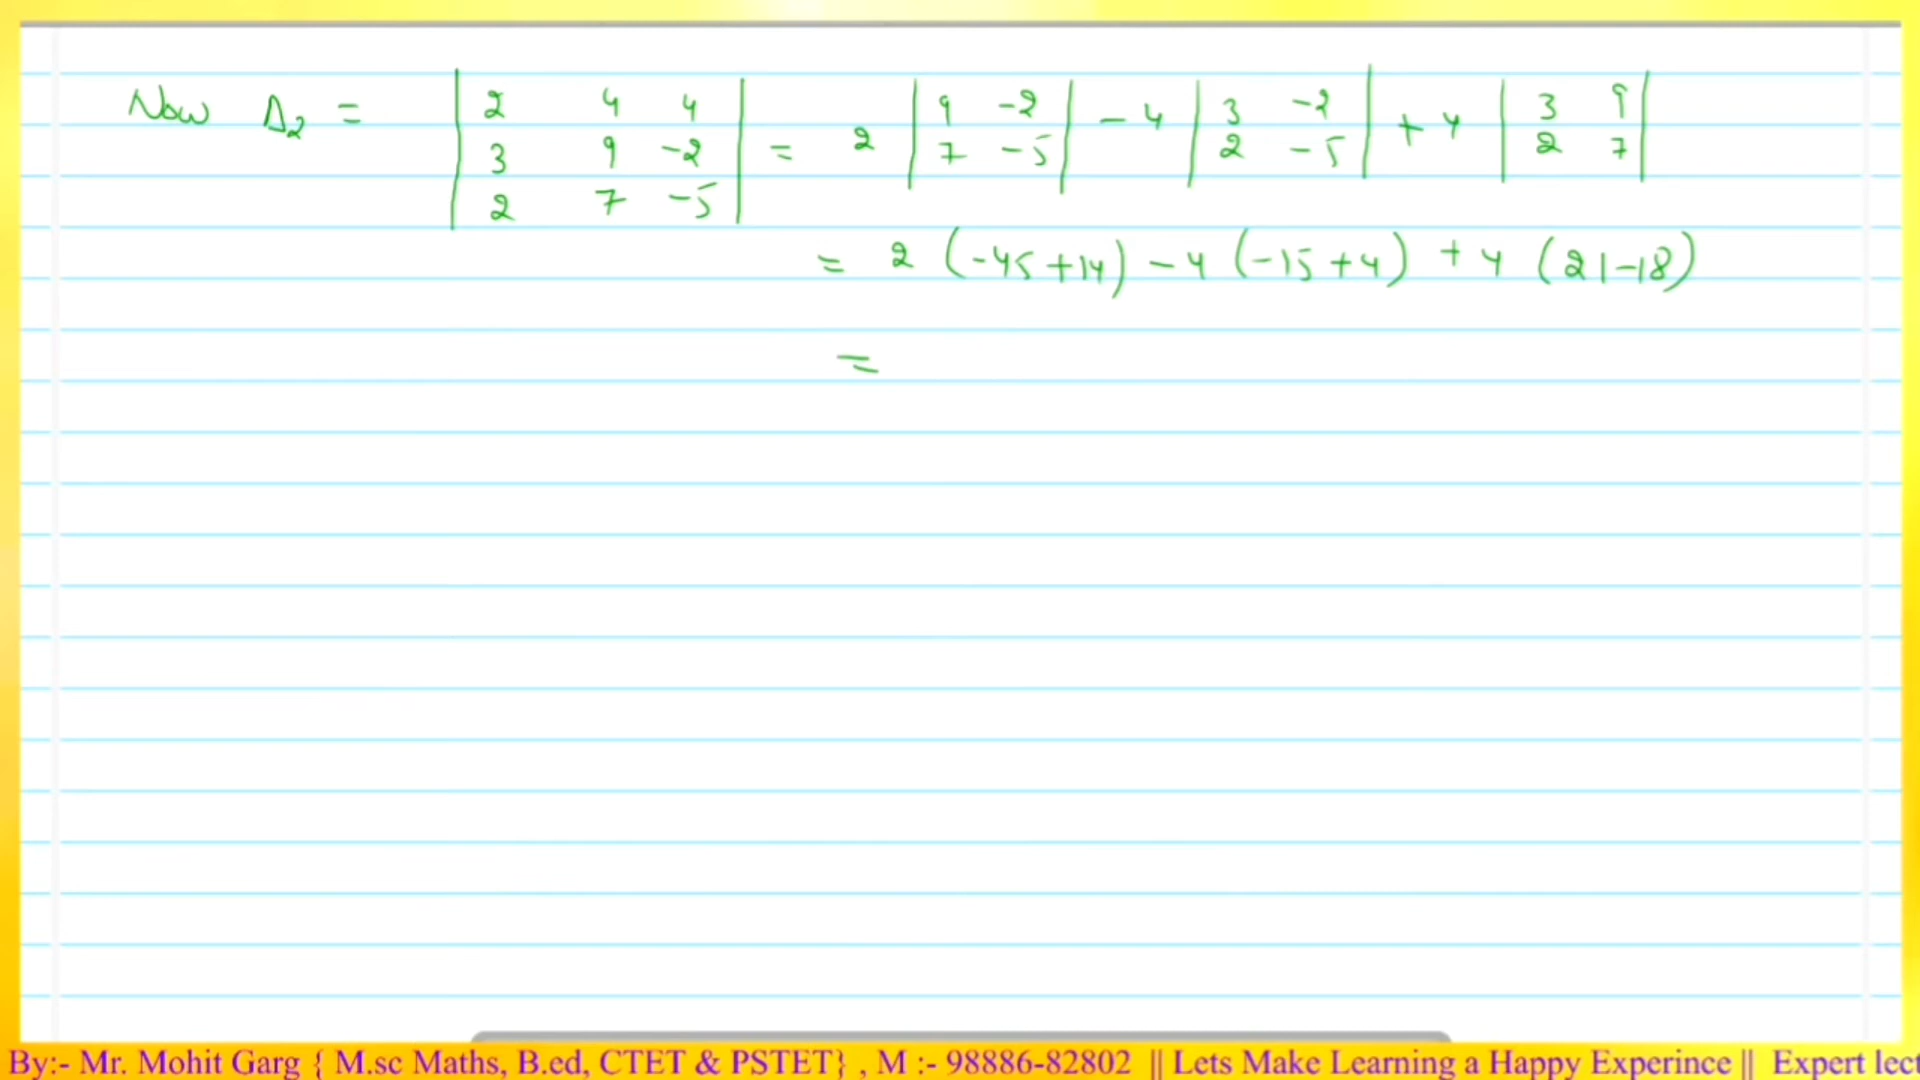 Now Δ₂ = | 2 4 4 | = 2 | 9 -2 | - 4 | 3 -2 | + 4 | 3 9 |
| 3 9 -2 | | 7 -5 | | 2 -5 | | 2 7 |
| 2 7 -5 |
= 2 (-45+14) - 4 (-15+4) + 4 (21-18)
=
By:- Mr. Mohit Garg { M.sc Maths, B.ed, CTET & PSTET} , M :- 98886-82802 || Lets Make Learning a Happy Experince || Expert lect